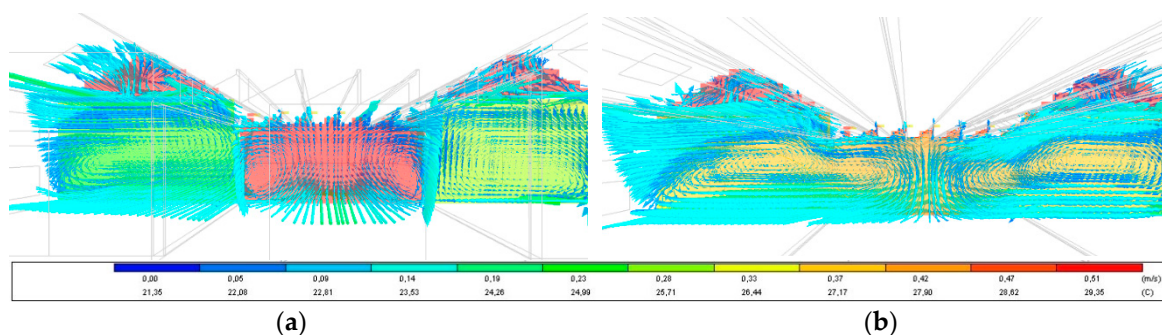 0,00 0,05 0,09 0,14 0,19 0,23 0,28 0,33 0,37 0,42 0,47 0,51 (m/s)
21,35 22,08 22,81 23,53 24,26 24,99 25,71 26,44 27,17 27,90 28,62 29,35 (C)
(a) (b)